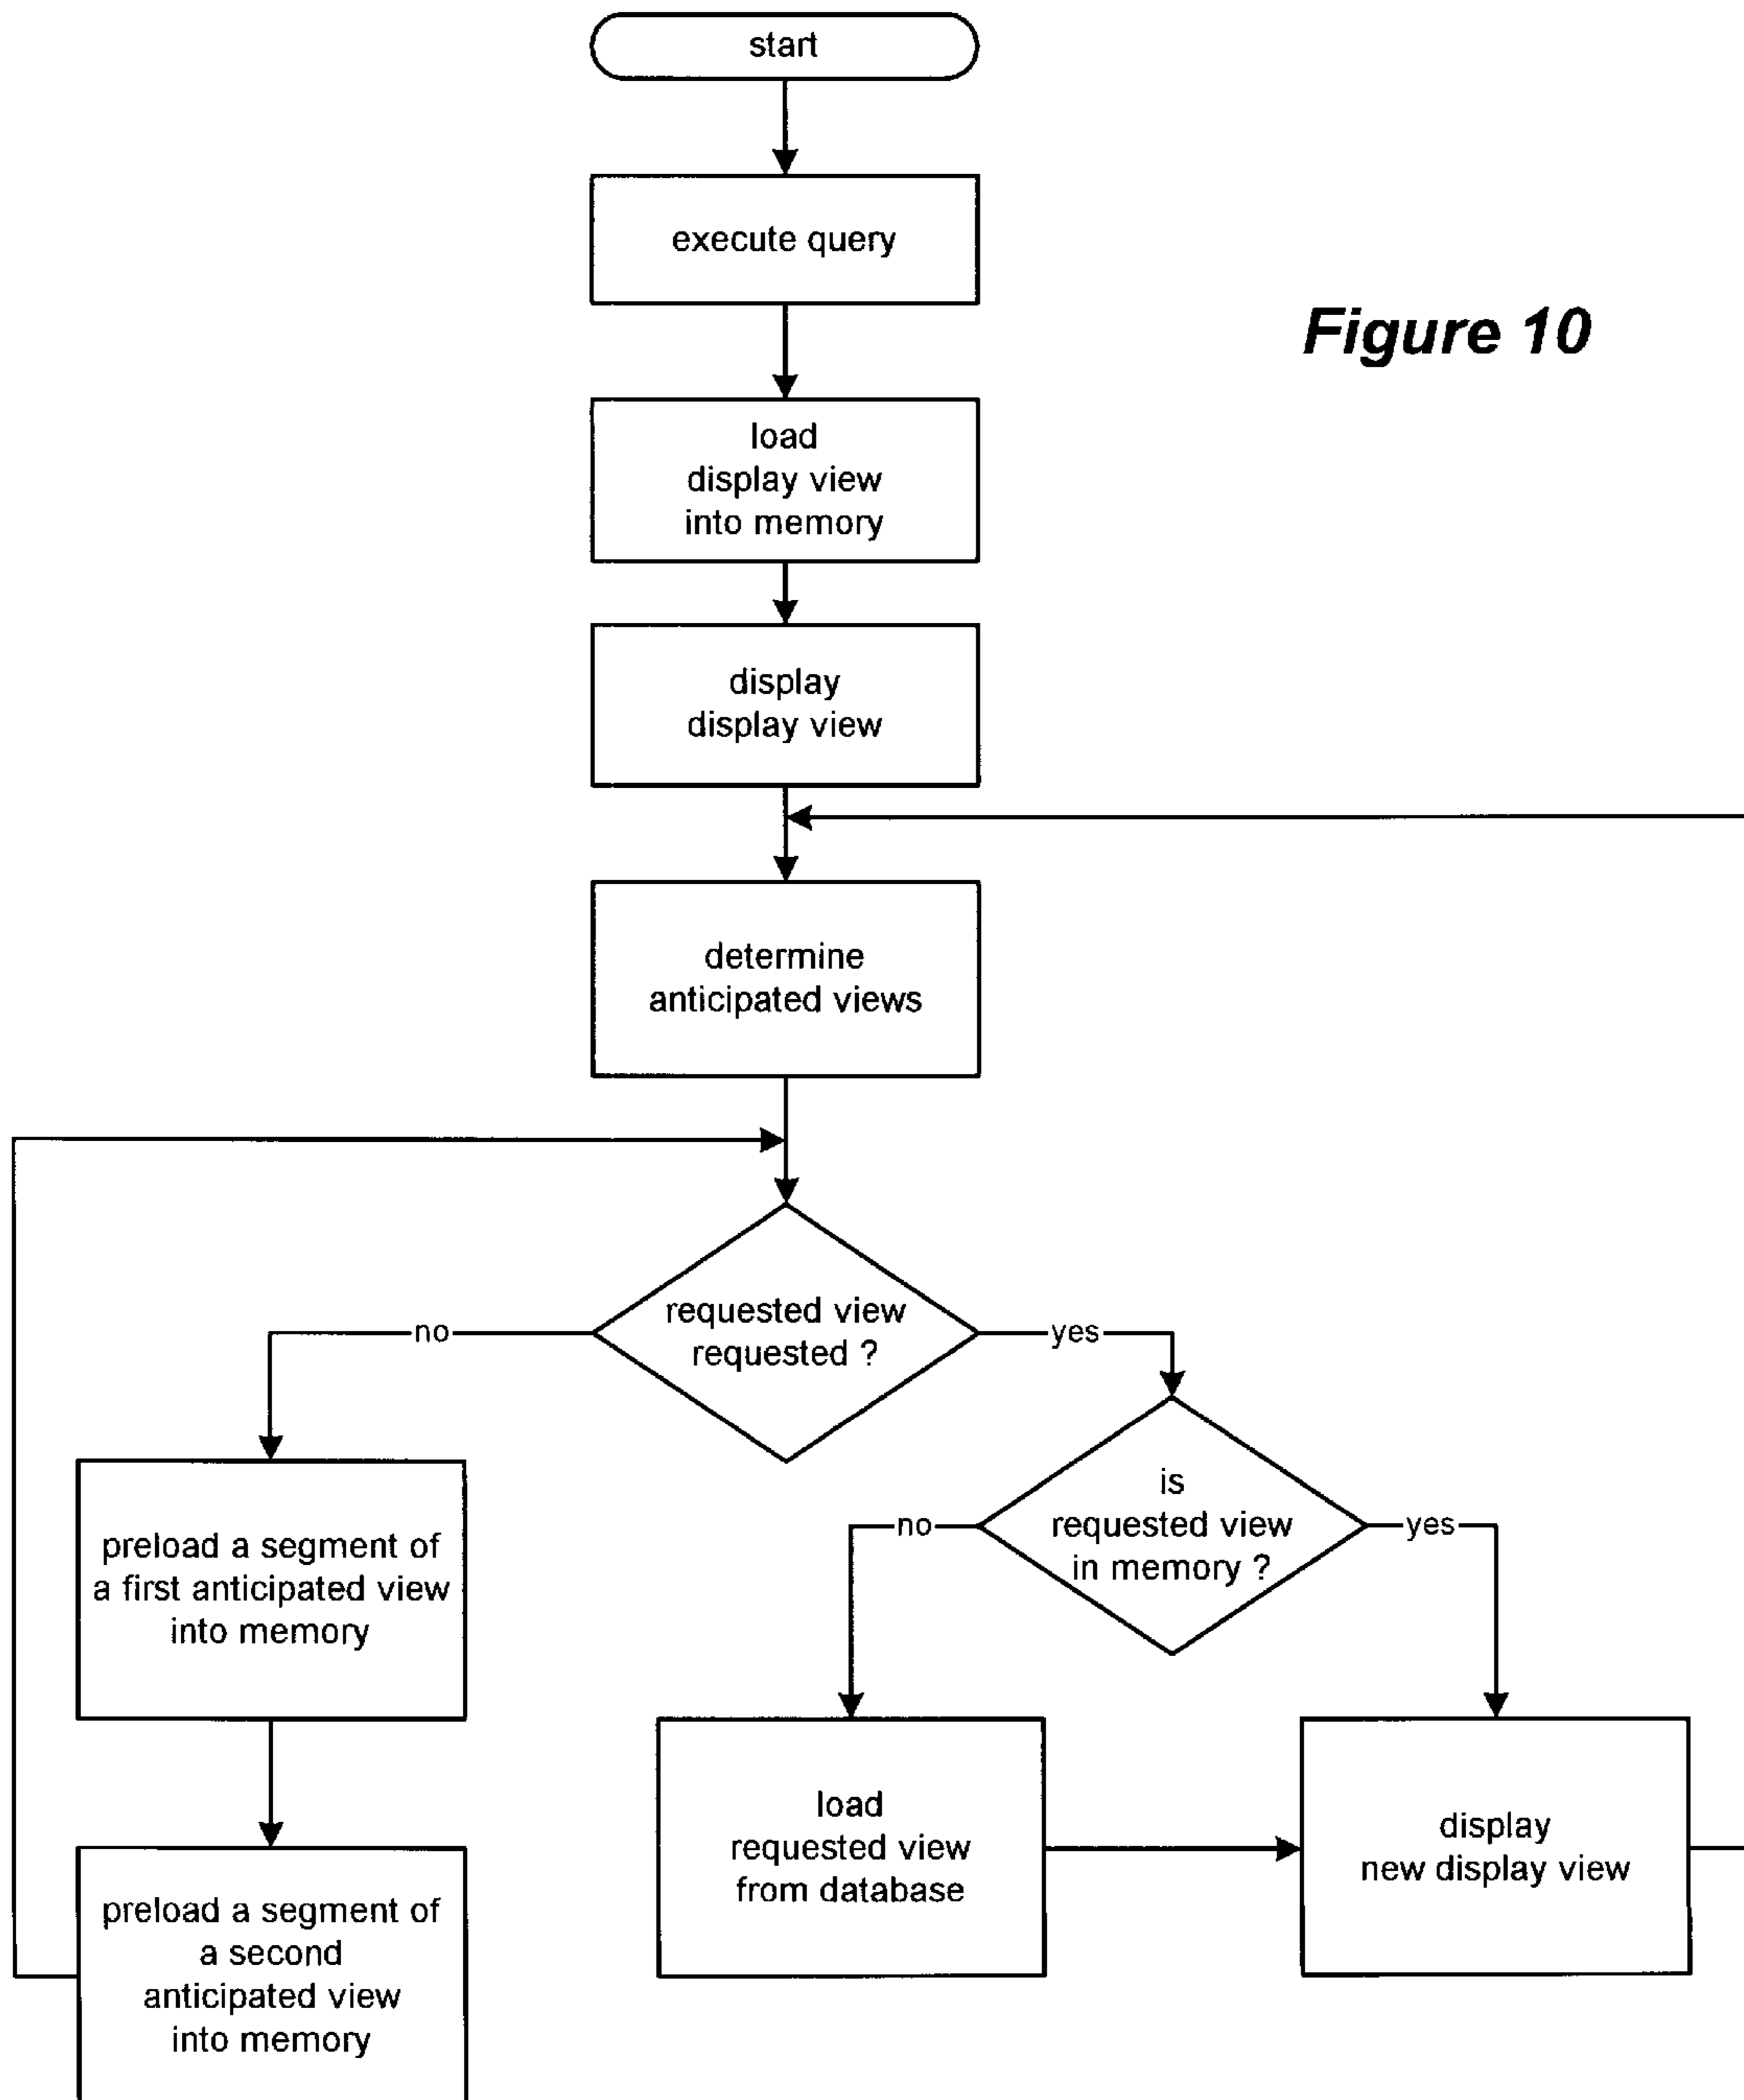 start
execute query
Figure 10
load
display view
into memory
display
display view
determine
anticipated views
requested view
requested ?
no
yes
is
requested view
in memory ?
no
yes
preload a segment of
a first anticipated view
into memory
load
requested view
from database
display
new display view
preload a segment of
a second
anticipated view
into memory